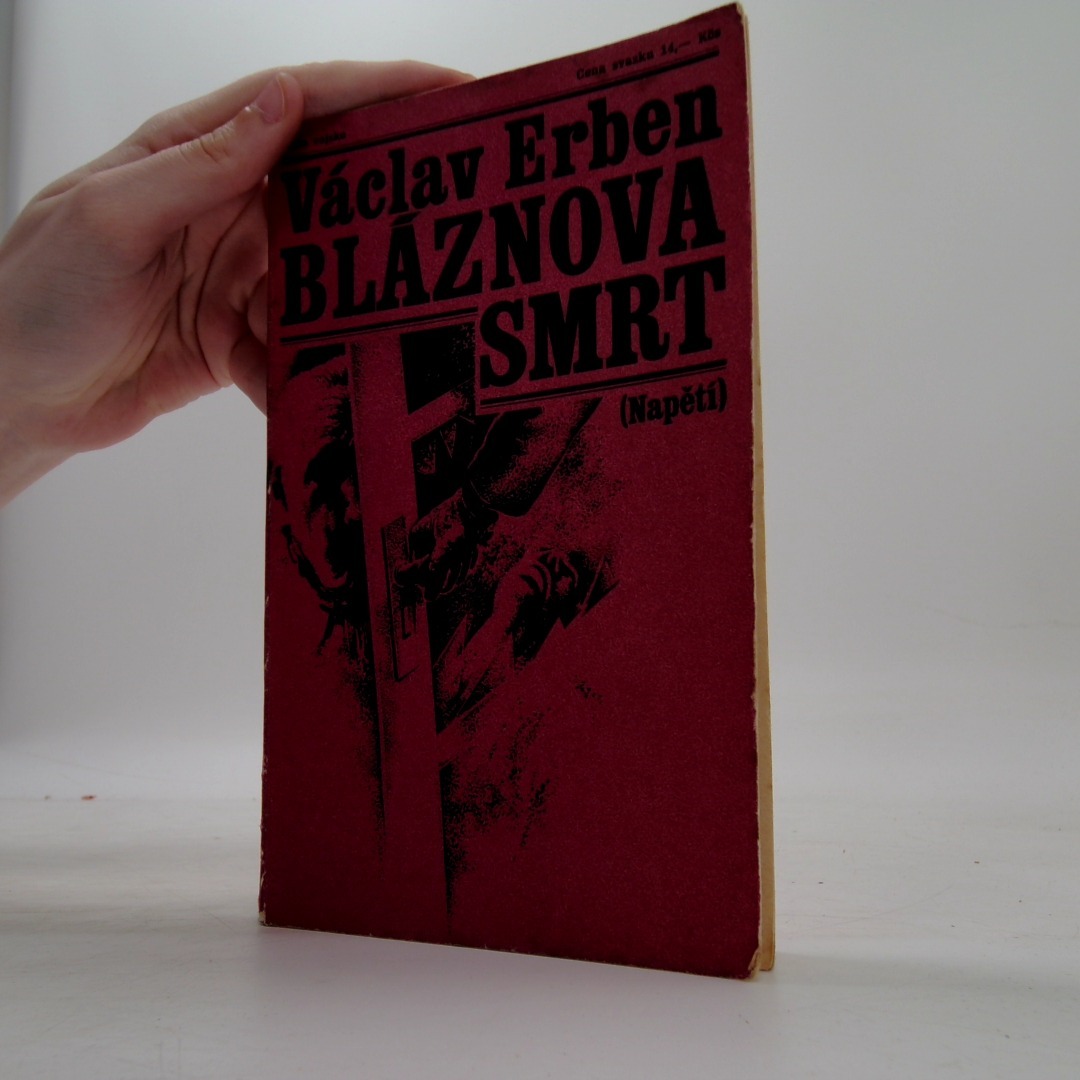 Cena svazku 14,— Kčs
Václav Erben
BLÁZNOVA
SMRT
(Napětí)